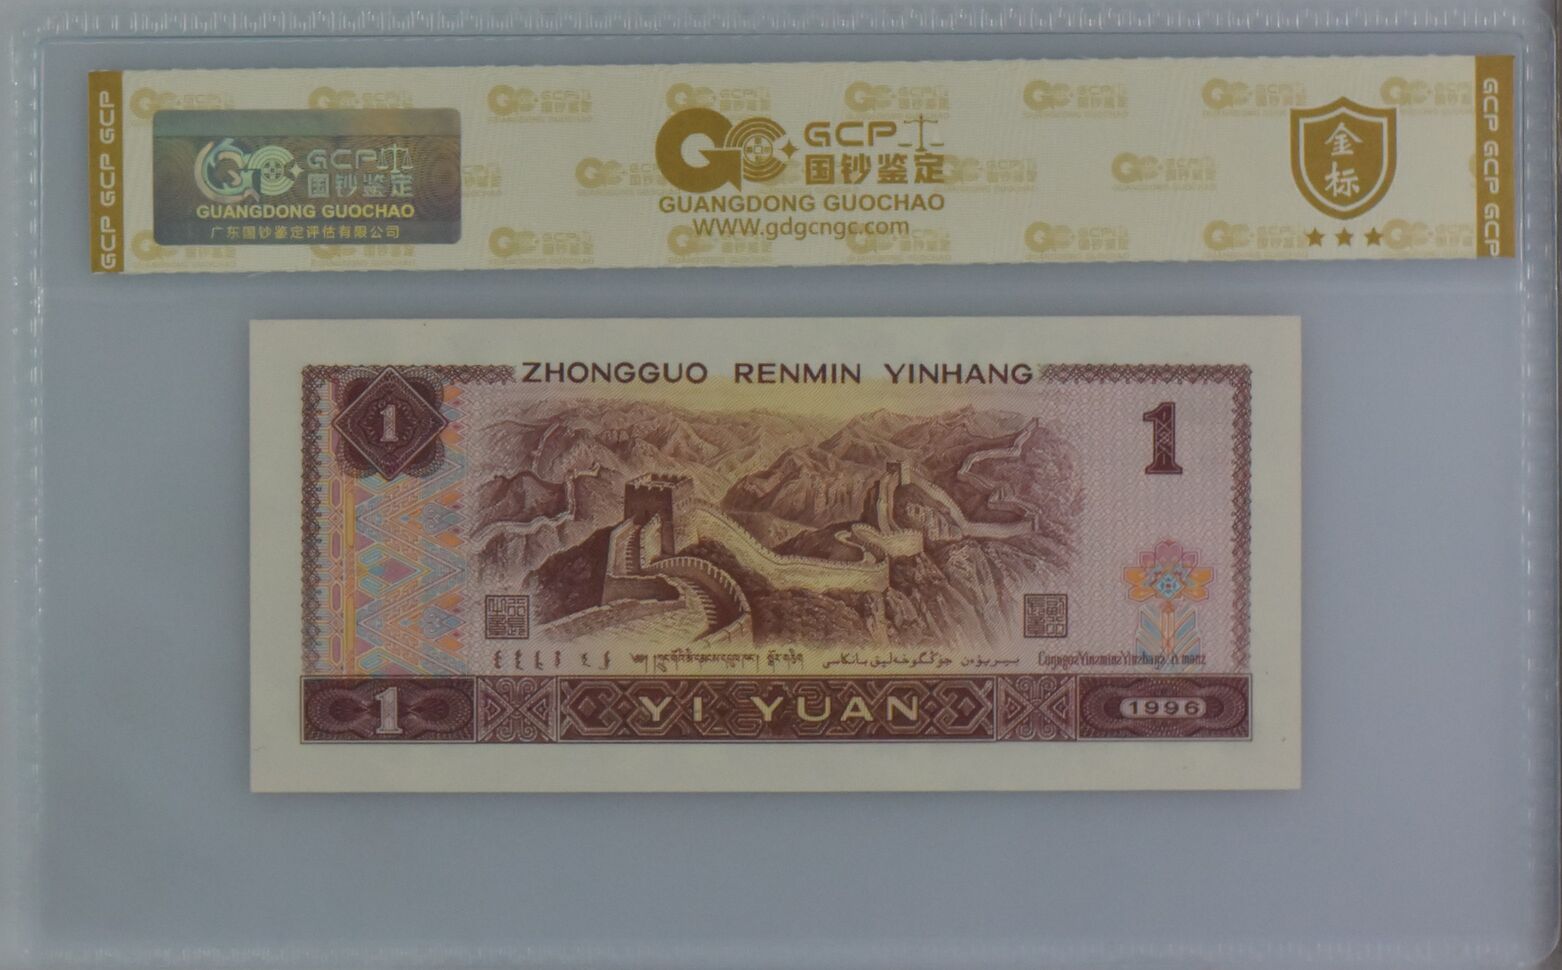 GCP GCP GCP
GCP
国钞鉴定
GUANGDONG GUOCHAO
广东国钞鉴定评估有限公司
GCP
国钞鉴定
GUANGDONG GUOCHAO
WWW.gdgcngc.com
金
标
GCP GCP GCP
ZHONGGUO RENMIN YINHANG
1
1
1
YI YUAN
1996